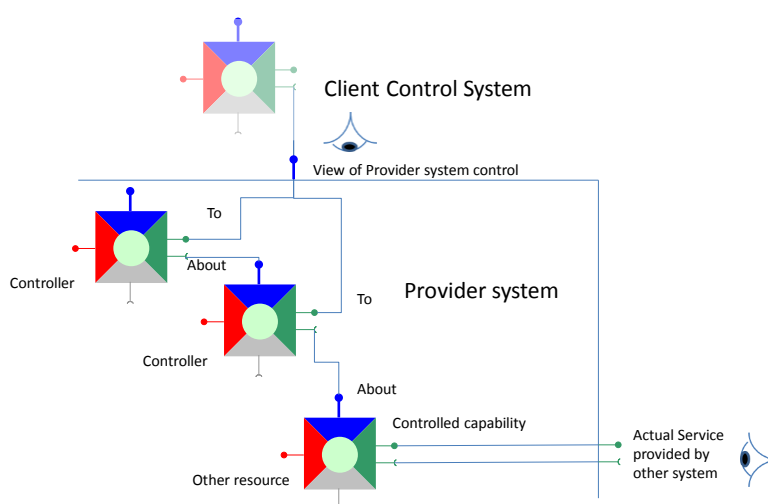 Client Control System
View of Provider system control
To
About
Controller
To
Provider system
Controller
About
Controlled capability
Actual Service
provided by
other system
Other resource